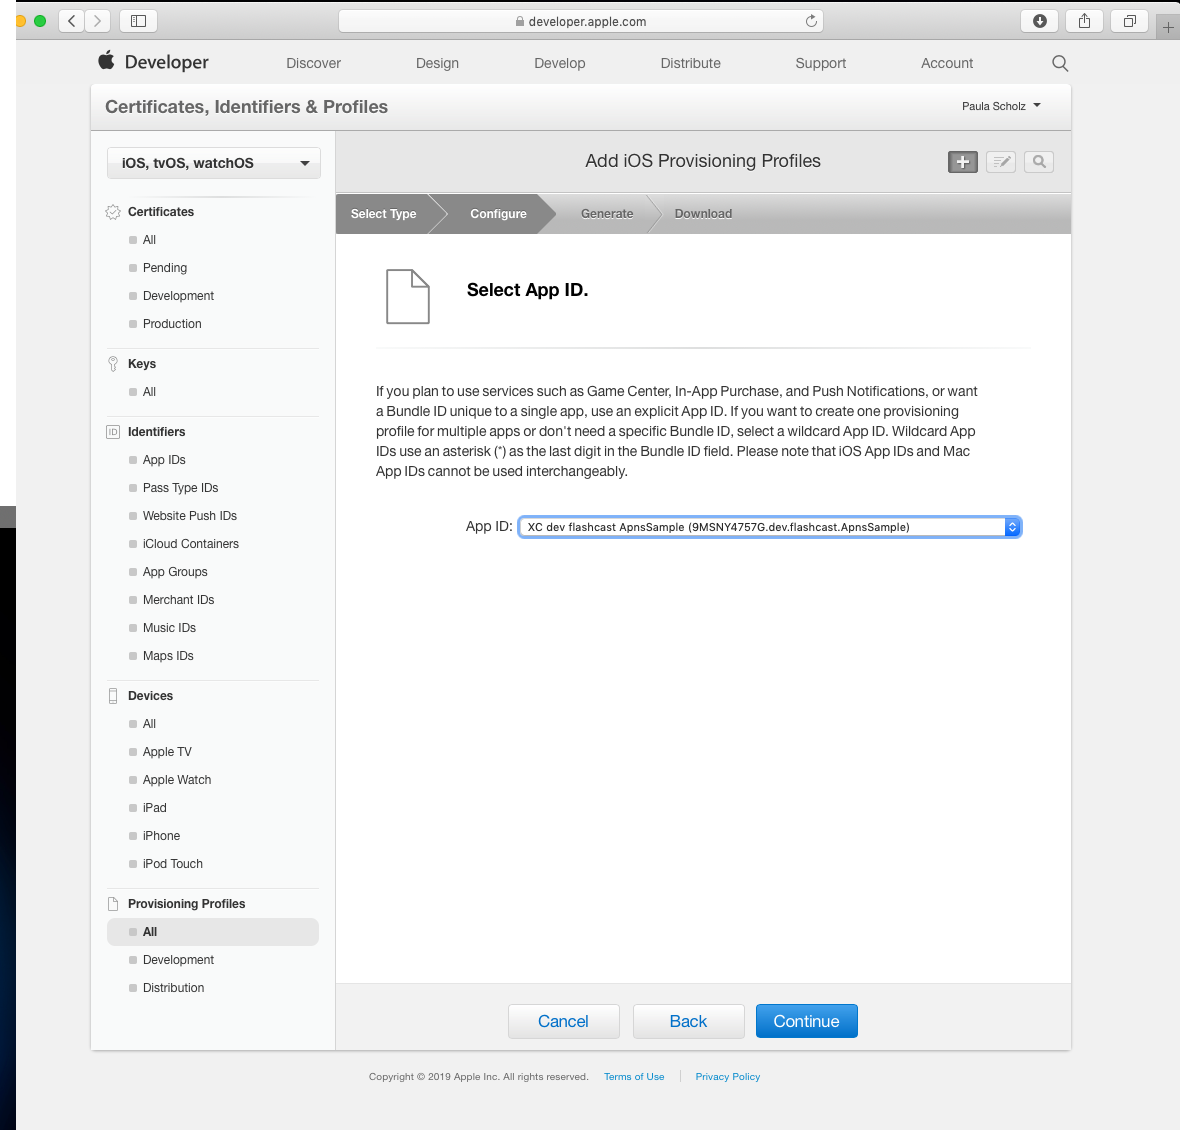 developer.apple.com
Developer
Discover
Design
Develop
Distribute
Support
Account
Certificates, Identifiers & Profiles
Paula Scholz
iOS, tvOS, watchOS
Add iOS Provisioning Profiles
Select Type
Configure
Generate
Download
Certificates
All
Pending
Development
Production
Keys
All
ID Identifiers
App IDs
Pass Type IDs
Website Push IDs
iCloud Containers
App Groups
Merchant IDs
Music IDs
Maps IDs
Devices
All
Apple TV
Apple Watch
iPad
iPhone
iPod Touch
Provisioning Profiles
All
Development
Distribution
Select App ID.
If you plan to use services such as Game Center, In-App Purchase, and Push Notifications, or want
a Bundle ID unique to a single app, use an explicit App ID. If you want to create one provisioning
profile for multiple apps or don't need a specific Bundle ID, select a wildcard App ID. Wildcard App
IDs use an asterisk (*) as the last digit in the Bundle ID field. Please note that iOS App IDs and Mac
App IDs cannot be used interchangeably.
App ID: XC dev flashcast ApnsSample (9MSNY4757G.dev.flashcast.ApnsSample)
Cancel
Back
Continue
Copyright © 2019 Apple Inc. All rights reserved. Terms of Use Privacy Policy